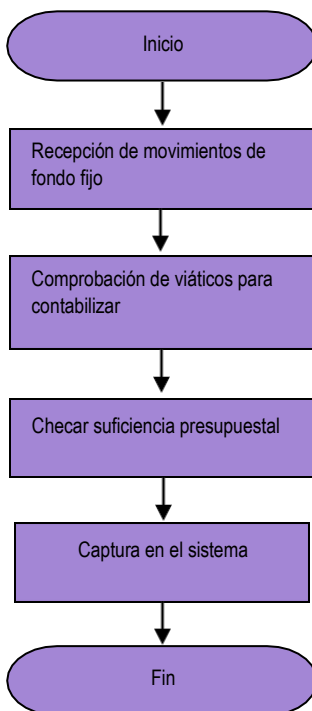 Inicio
Recepción de movimientos de
fondo fijo
Comprobación de viáticos para
contabilizar
Checar suficiencia presupuestal
Captura en el sistema
Fin